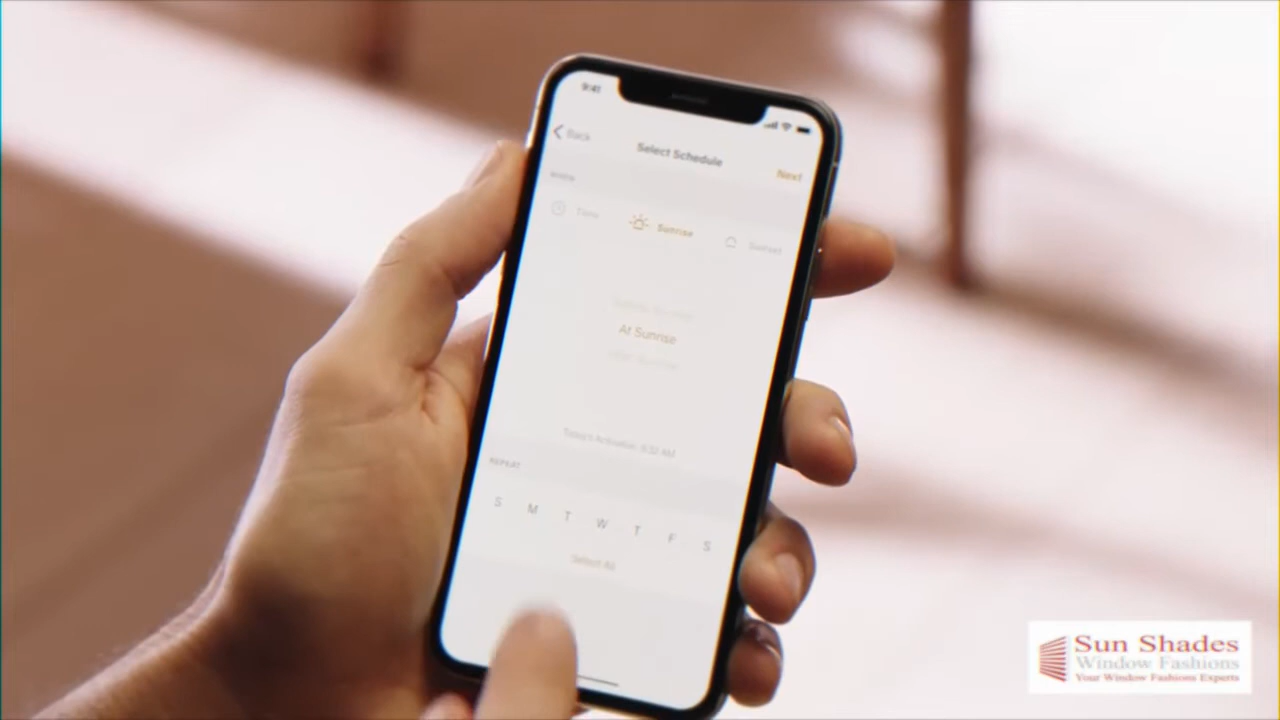 9:41
Back
Select Schedule
Next
WHEN
Time
Sunrise
Sunset
At Sunrise
REPEAT
S M T W T F S
Select All
Sun Shades
Window Fashions
Your Window Fashions Experts